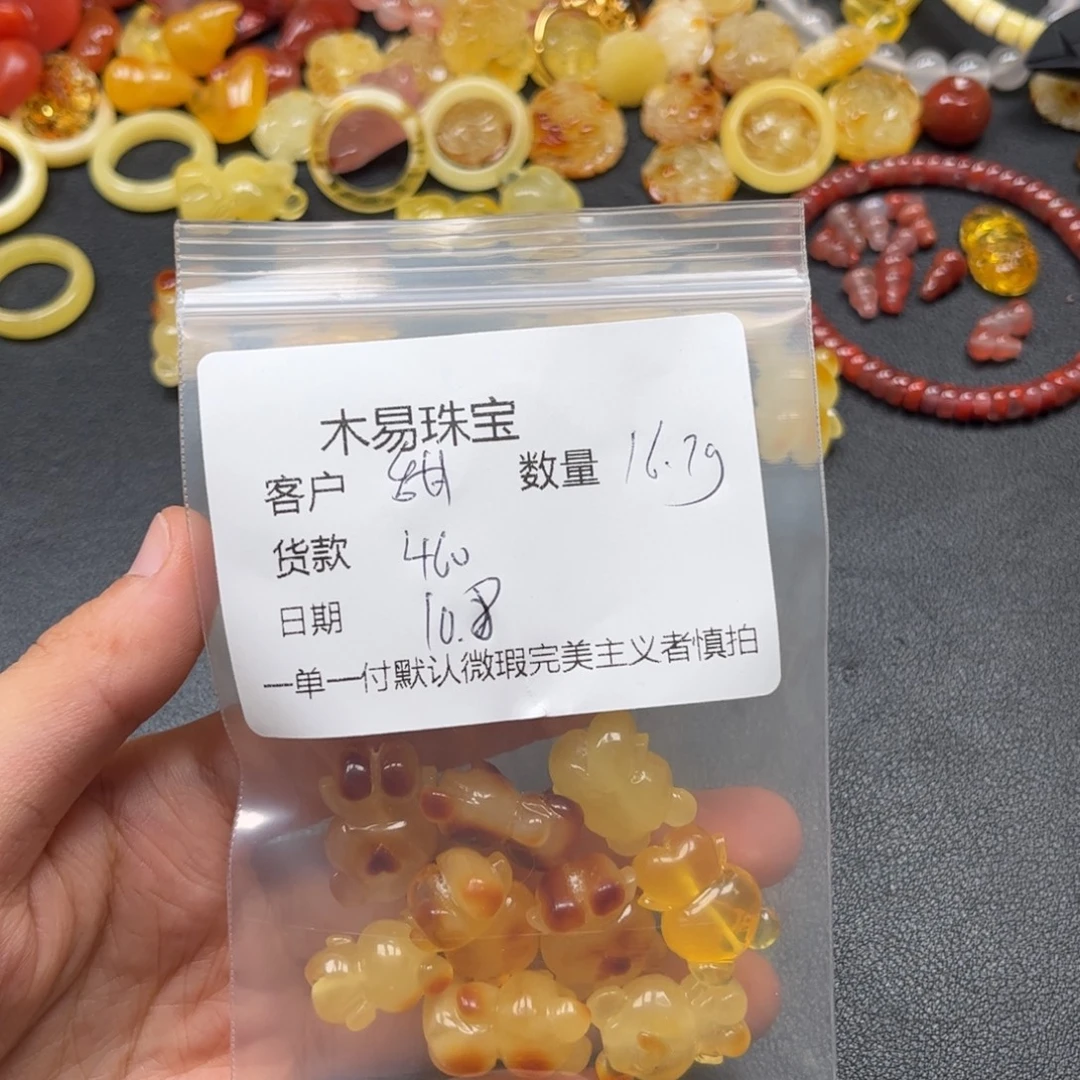 木易珠宝
客户 甜 数量 16.7g
货款 460
日期 10.8
一单一付默认微瑕完美主义者慎拍